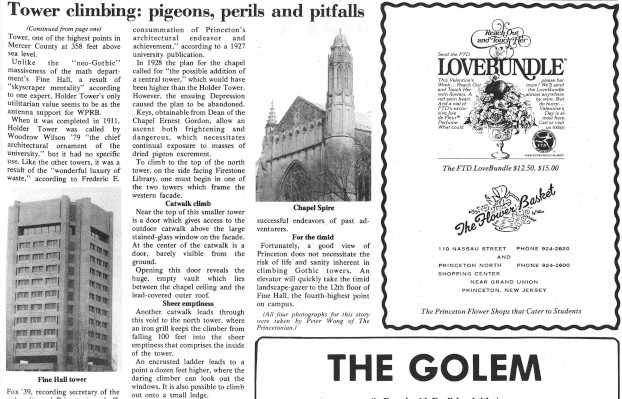 Tower climbing: pigeons, perils and pitfalls
(Continued from page one)
Tower, one of the highest points in
Mercer County at 358 feet above
sea level.
Unlike the "neo-Gothic"
massiveness of the math depart-
ment's Fine Hall, a result of
"skyscraper mentality" according
to one expert, Holder Tower's only
utilitarian value seems to be as the
antenna support for WPRB.
When it was completed in 1911,
Holder Tower was called by
Woodrow Wilson '79 "the chief
architectural ornament of the
university," but it had no specific
use. Like the other towers, it was a
result of the "wonderful luxury of
waste," according to Frederic E.
Fine Hall tower
Fox '39, recording secretary of the
consummation of Princeton's
architectural endeavor and
achievement," according to a 1927
university publication.
In 1928 the plan for the chapel
called for "the possible addition of
a central tower," which would have
been higher than the Holder Tower.
However, the ensuing Depression
caused the plan to be abandoned.
Keys, obtainable from Dean of the
Chapel Ernest Gordon, allow an
ascent both frightening and
dangerous, which necessitates
continual exposure to masses of
dried pigeon excrement.
To climb to the top of the north
tower, on the side facing Firestone
Library, one must begin in one of
the two towers which frame the
western facade.
Catwalk climb
Near the top of this smaller tower
is a door which gives access to the
outdoor catwalk above the large
stained-glass window on the facade.
At the center of the catwalk is a
door, barely visible from the
ground.
Opening this door reveals the
huge, empty vault which lies
between the chapel ceiling and the
lead-covered outer roof.
Sheer emptiness
Another catwalk leads through
this void to the north tower, where
an iron grill keeps the climber from
falling 100 feet into the sheer
emptiness that comprises the inside
of the tower.
An encrusted ladder leads to a
point a dozen feet higher, where the
daring climber can look out the
windows. It is also possible to climb
out onto a small ledge.
Chapel Spire
successful endeavors of past ad-
venturers.
For the timid
Fortunately, a good view of
Princeton does not necessitate the
risk of life and sanity inherent in
climbing Gothic towers. An
elevator will quickly take the timid
landscape-gazer to the 12th floor of
Fine Hall, the fourth-highest point
on campus.
(All four photographs for this story
were taken by Peter Wong of The
Princetonian.)
Reach Out
and Touch Her
Send the FTD
LOVEBUNDLE
This Valentine's
Week...Reach Out
and Touch Her
with flowers. A
red satin heart.
And a vial of
FTD's exclu-
sive Joie
de Fleur
Perfume.
What could
please her
more? We'll send
the LoveBundle
almost anywhere
by wire. But
do hurry...
Valentine's
Day is al-
most here.
Call or visit
us today.
The FTD LoveBundle $12.50, $15.00
The Flower Basket
110 NASSAU STREET PHONE 924-2620
AND
PRINCETON NORTH PHONE 924-2600
SHOPPING CENTER
NEAR GRAND UNION
PRINCETON, NEW JERSEY
The Princeton Flower Shops that Cater to Students
THE GOLEM